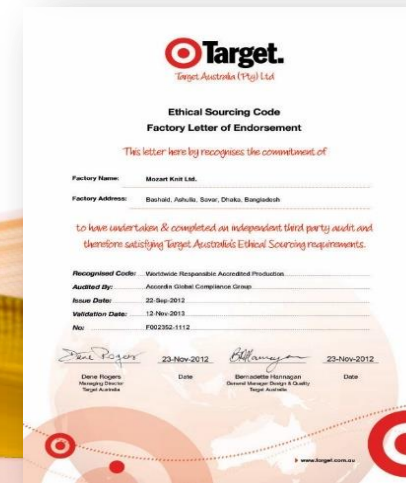 Target.
Target Australia (Pty) Ltd
Ethical Sourcing Code
Factory Letter of Endorsement
This letter here by recognises the commitment of
Factory Name: Mozart Knit Ltd.
Factory Address: Bashaid, Ashulia, Savar, Dhaka, Bangladesh
to have undertaken & completed an independent third party audit and
therefore satisfying Target Australia's Ethical Sourcing requirements.
Recognised Code: Worldwide Responsible Accredited Production
Audited By: Accordia Global Compliance Group
Issue Date: 22-Sep-2012
Validation Date: 12-Nov-2013
No: F002352-1112
Dene Rogers 23-Nov-2012 23-Nov-2012
Dene Rogers Date Bernadette Hannagan Date
Managing Director General Manager Design & Quality
Target Australia Target Australia
www.target.com.au